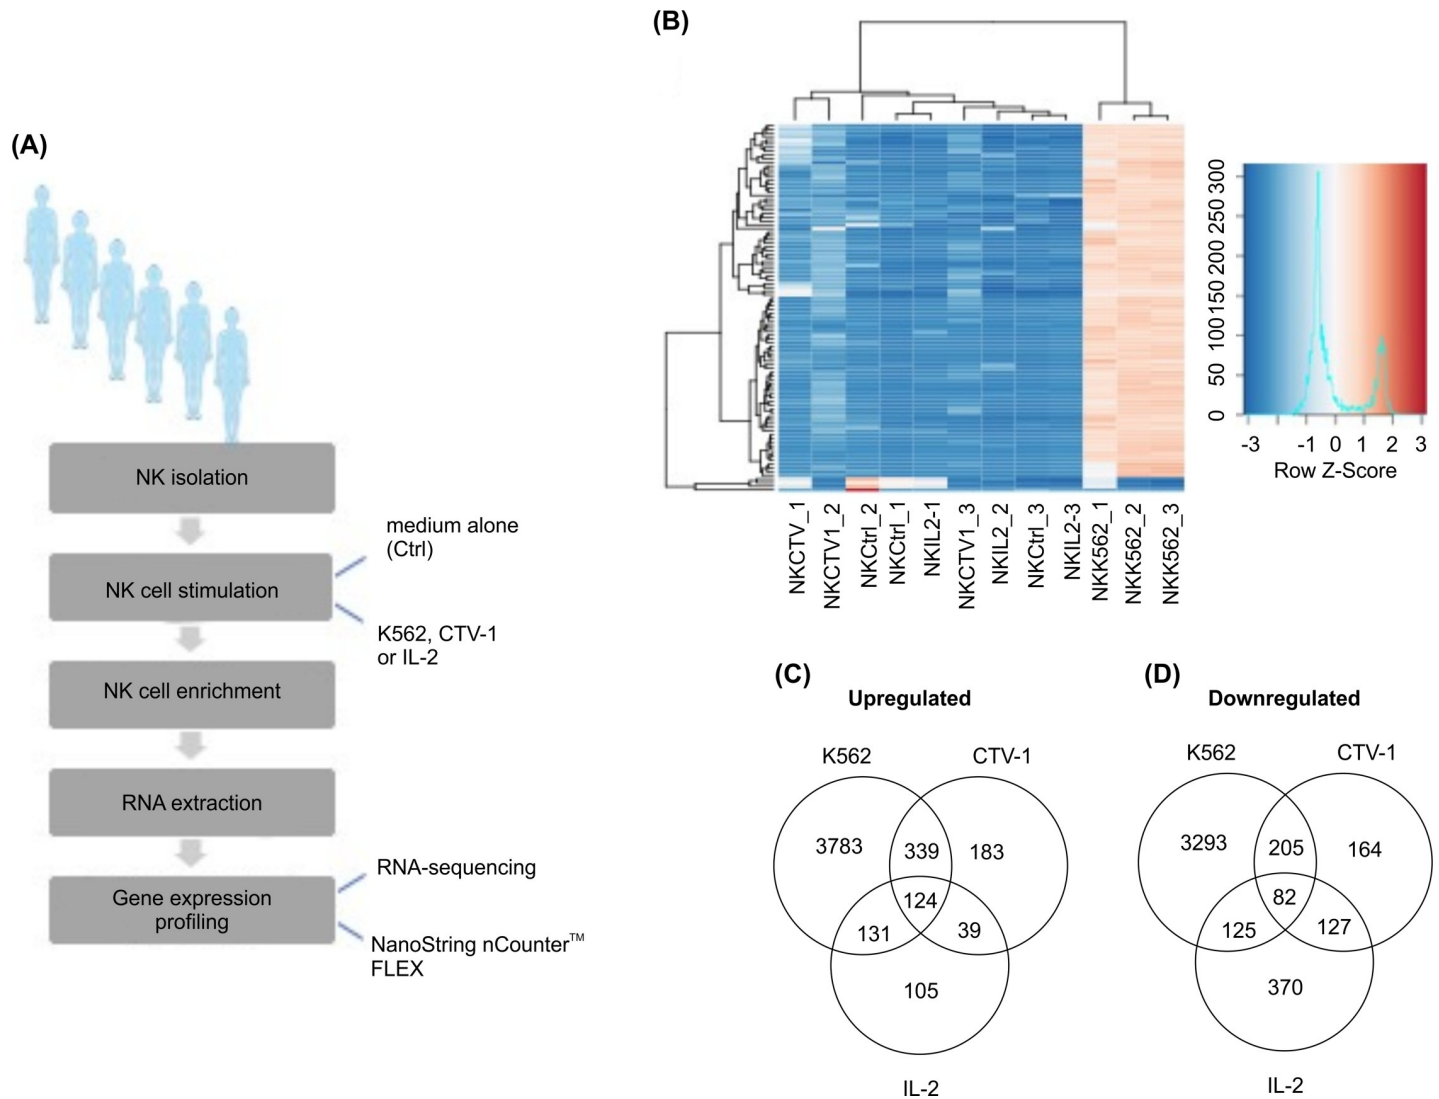 (A)
NK isolation
medium alone
(Ctrl)
NK cell stimulation
K562, CTV-1
or IL-2
NK cell enrichment
RNA extraction
RNA-sequencing
Gene expression
profiling
NanoString nCounter™
FLEX
(B)
NKCTV_1
NKCTV1_2
NKCtrl_2
NKCtrl_1
NKIL2-1
NKCTV1_3
NKIL2_2
NKCtrl_3
NKIL2-3
NKK562_1
NKK562_2
NKK562_3
0 50 100 150 200 250 300
-3 -1 0 1 2 3
Row Z-Score
(C)
Upregulated
K562 CTV-1
3783 339 183
124
131 39
105
IL-2
(D)
Downregulated
K562 CTV-1
3293 205 164
82
125 127
370
IL-2